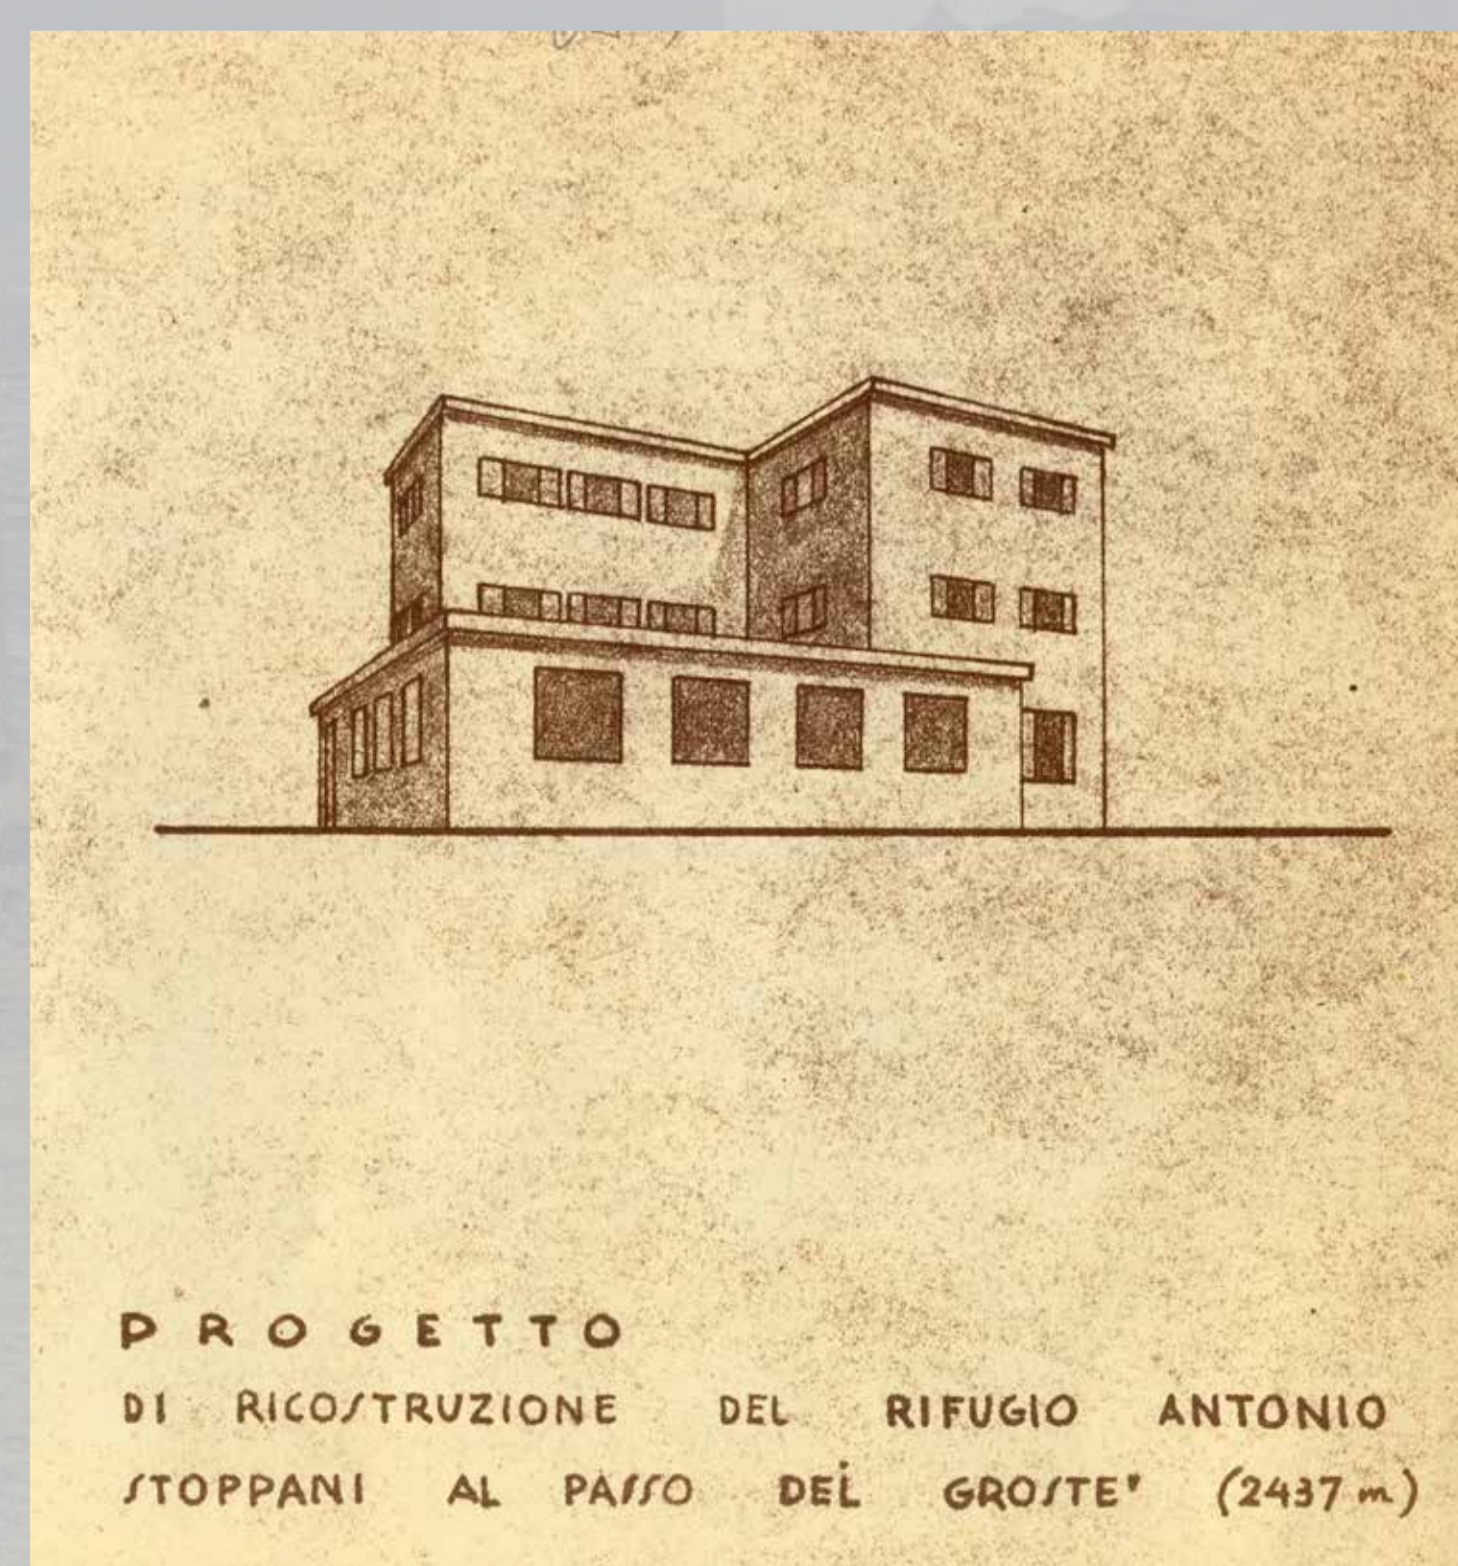 PROGETTO
DI RICOSTRUZIONE DEL RIFUGIO ANTONIO
STOPPANI AL PASSO DEL GROSTE' (2437 m)